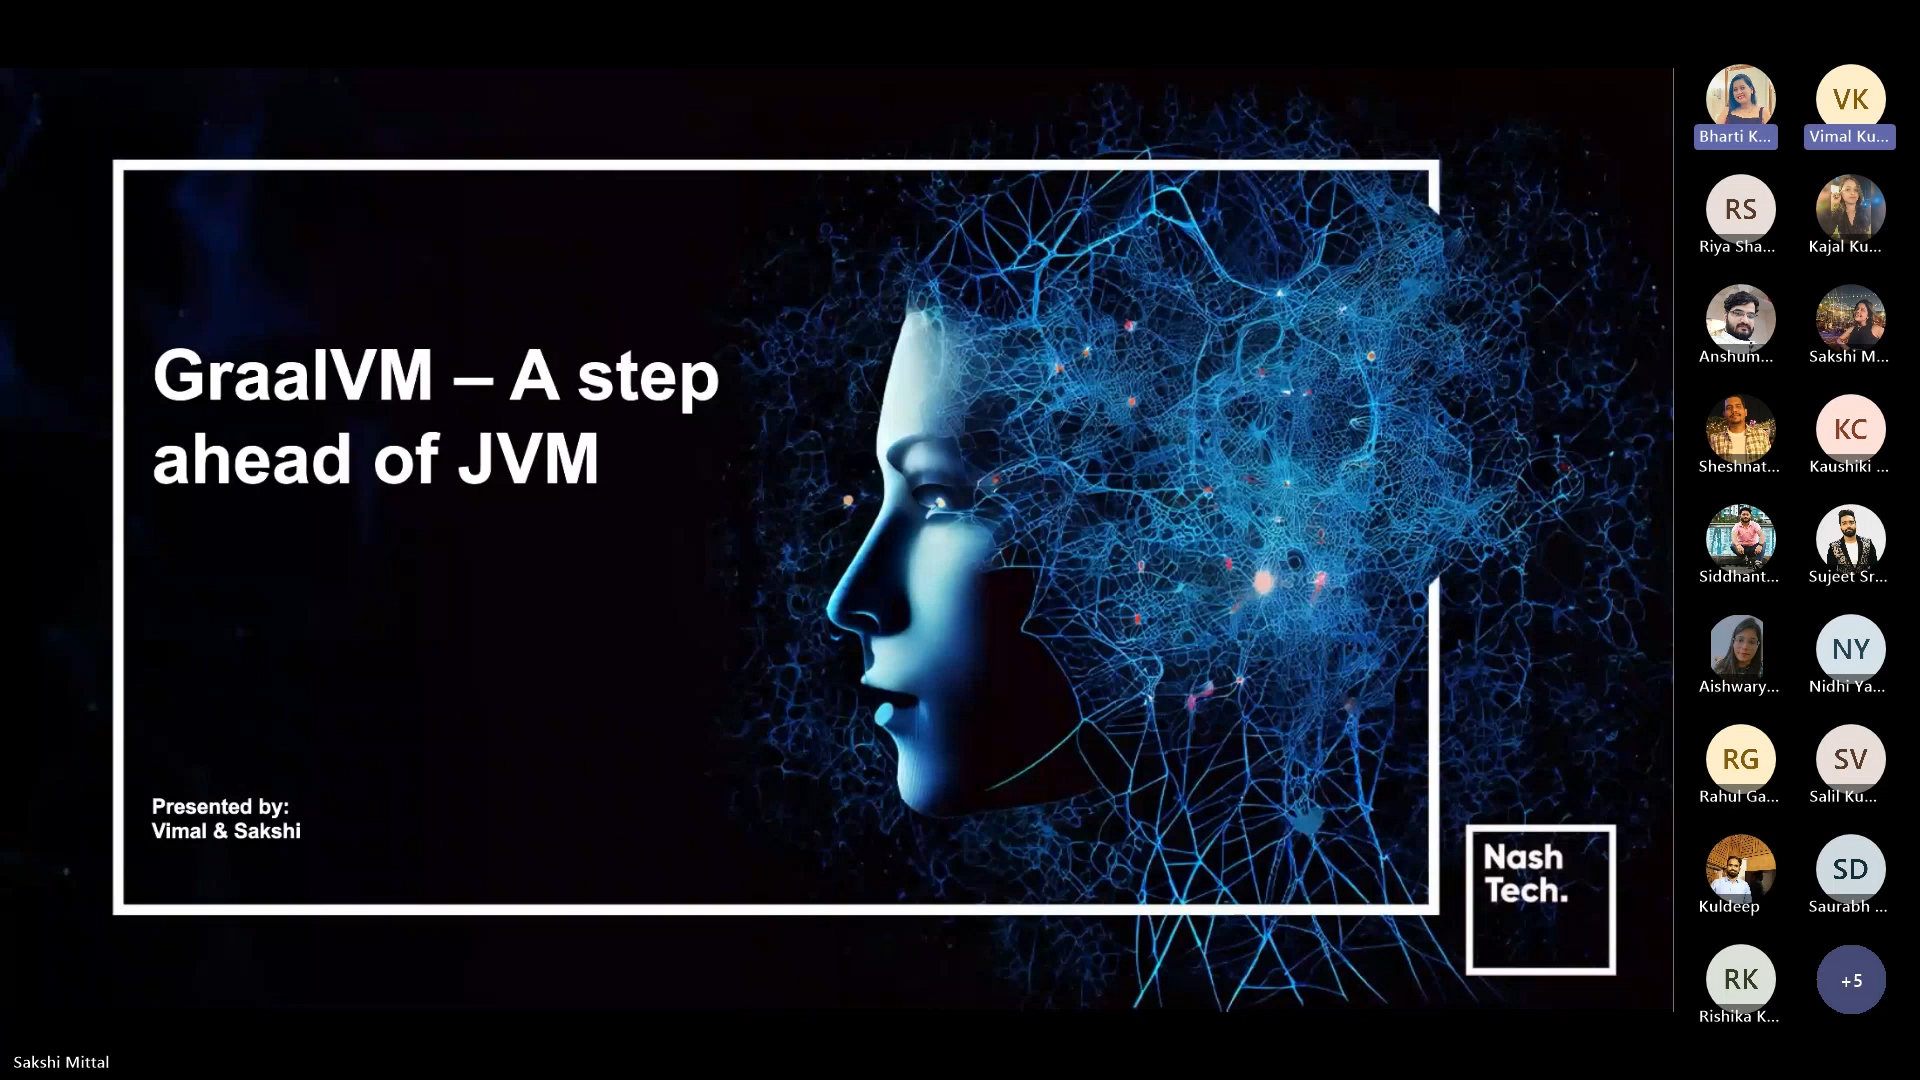 GraalVM – A step
ahead of JVM
Presented by:
Vimal & Sakshi
Nash
Tech.
Bharti K...
VK
Vimal Ku...
RS
Riya Sha...
Kajal Ku...
Anshum...
Sakshi M...
Sheshnat...
KC
Kaushiki ...
Siddhant...
Sujeet Sr...
Aishwary...
NY
Nidhi Ya...
RG
Rahul Ga...
SV
Salil Ku...
Kuldeep
SD
Saurabh ...
RK
Rishika K...
+5
Sakshi Mittal